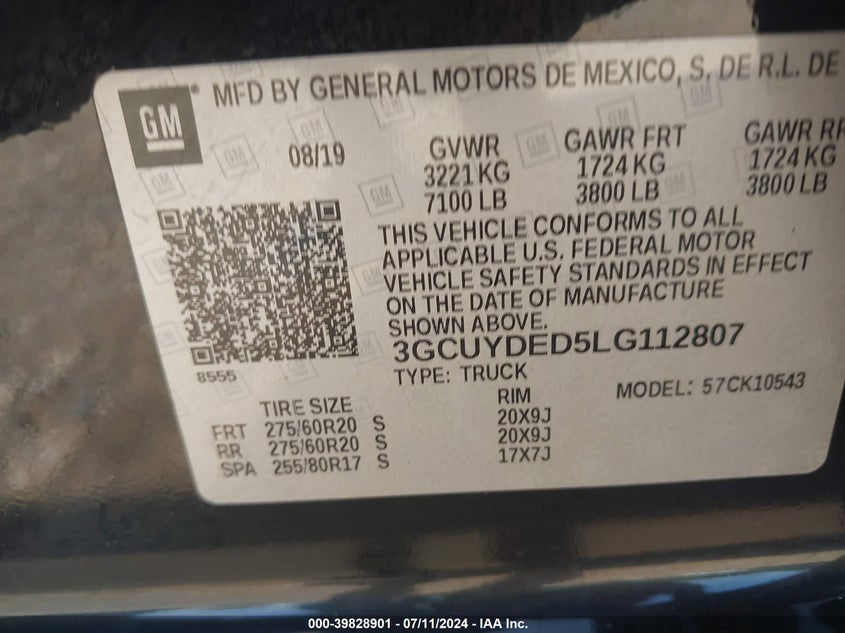 GM
MFD BY GENERAL MOTORS DE MEXICO, S. DE R.L. DE
08/19
GVWR GAWR FRT GAWR RR
3221 KG 1724 KG 1724 KG
7100 LB 3800 LB 3800 LB
THIS VEHICLE CONFORMS TO ALL
APPLICABLE U.S. FEDERAL MOTOR
VEHICLE SAFETY STANDARDS IN EFFECT
ON THE DATE OF MANUFACTURE
SHOWN ABOVE.
3GCUYDED5LG112807
8555
TYPE: TRUCK
MODEL: 57CK10543
TIRE SIZE RIM
FRT 275/60R20 S 20X9J
RR 275/60R20 S 20X9J
SPA 255/80R17 S 17X7J
000-39828901 - 07/11/2024 - IAA Inc.